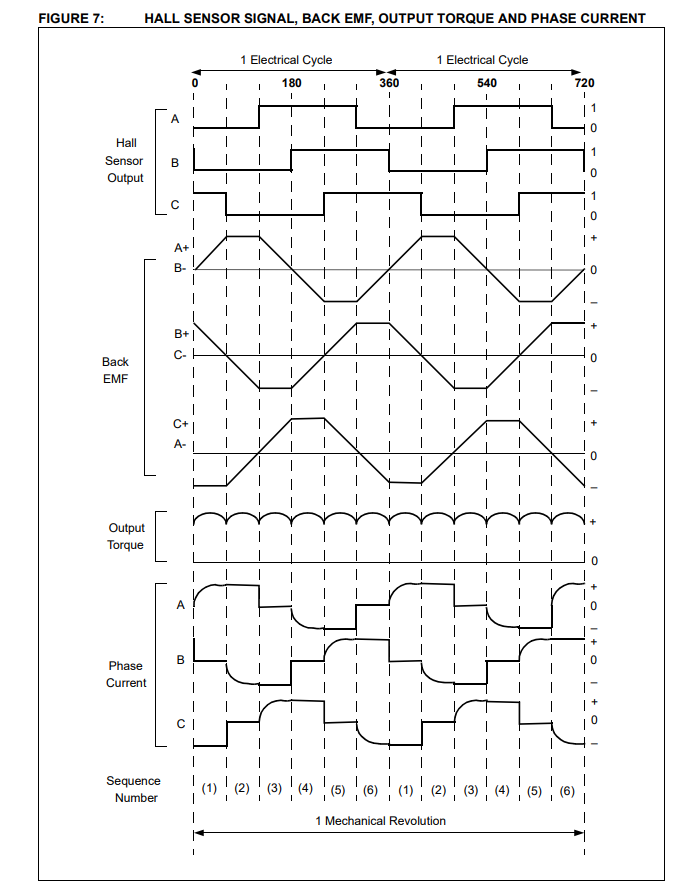 FIGURE 7: HALL SENSOR SIGNAL, BACK EMF, OUTPUT TORQUE AND PHASE CURRENT
1 Electrical Cycle 1 Electrical Cycle
0 180 360 540 720
Hall
Sensor
Output
A
1
0
B
1
0
C
1
0
Back
EMF
A+
B-
+
0
–
B+
C-
+
0
–
C+
A-
+
0
–
Output
Torque
+
0
Phase
Current
A
+
0
–
B
+
0
–
C
+
0
–
Sequence
Number
(1) (2) (3) (4) (5) (6) (1) (2) (3) (4) (5) (6)
1 Mechanical Revolution